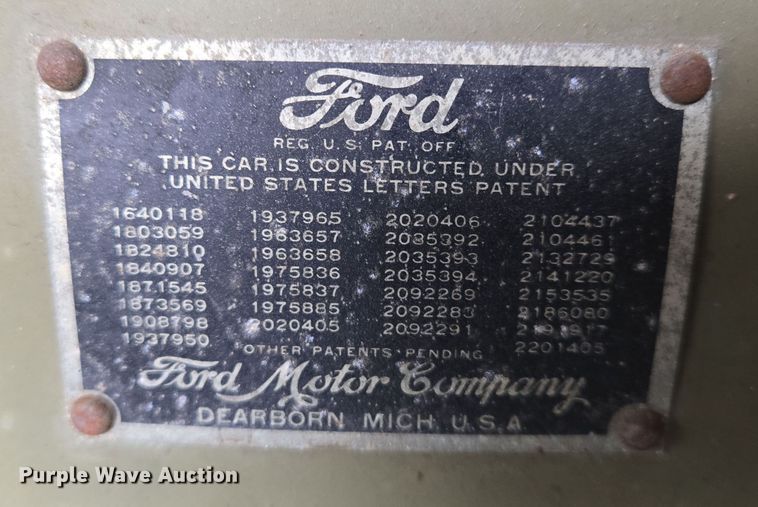 Ford
REG. U.S. PAT. OFF.
THIS CAR IS CONSTRUCTED UNDER
UNITED STATES LETTERS PATENT
1640118 1937965 2020406 2104437
1803059 1963657 2035392 2104461
1824810 1963658 2035393 2132729
1840907 1975836 2035394 2141220
1871545 1975837 2092269 2153535
1873569 1975885 2092283 2186080
1908798 2020405 2092291
1937950 2201405
OTHER PATENTS PENDING
Ford Motor Company
DEARBORN MICH. U.S.A
Purple Wave Auction